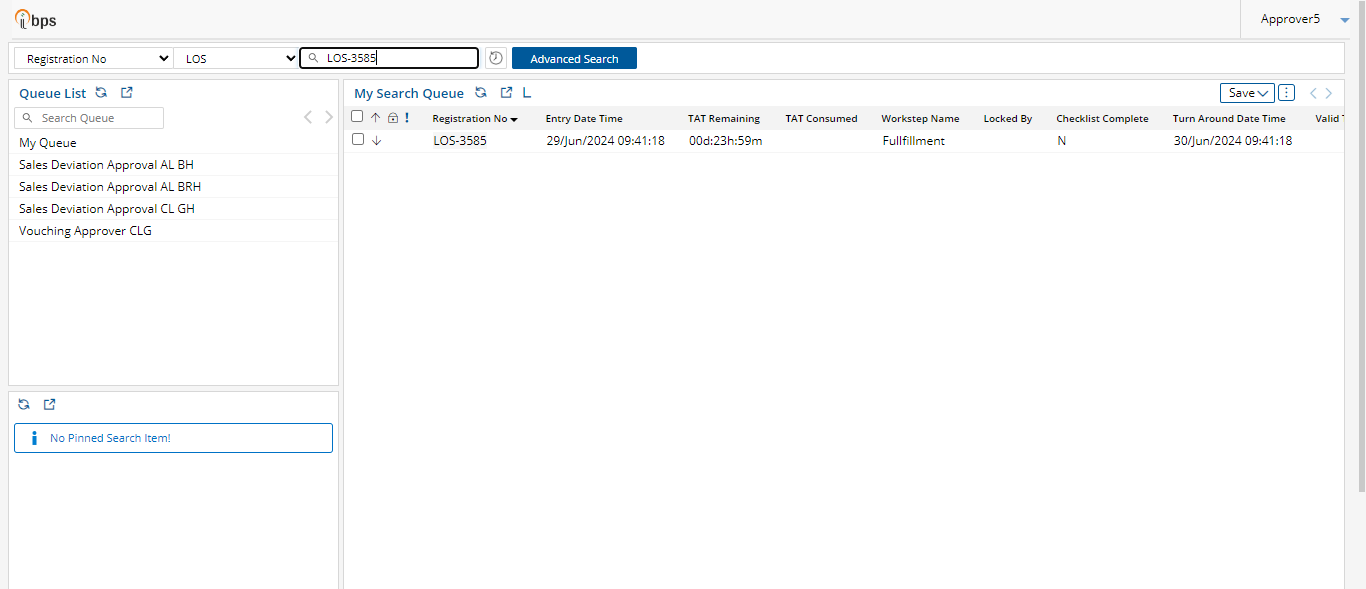 ibps
Approver5
Registration No LOS LOS-3585 Advanced Search
Queue List
Search Queue
My Queue
Sales Deviation Approval AL BH
Sales Deviation Approval AL BRH
Sales Deviation Approval CL GH
Vouching Approver CLG
No Pinned Search Item!
My Search Queue L Save
Registration No Entry Date Time TAT Remaining TAT Consumed Workstep Name Locked By Checklist Complete Turn Around Date Time Valid
LOS-3585 29/Jun/2024 09:41:18 00d:23h:59m Fullfillment N 30/Jun/2024 09:41:18